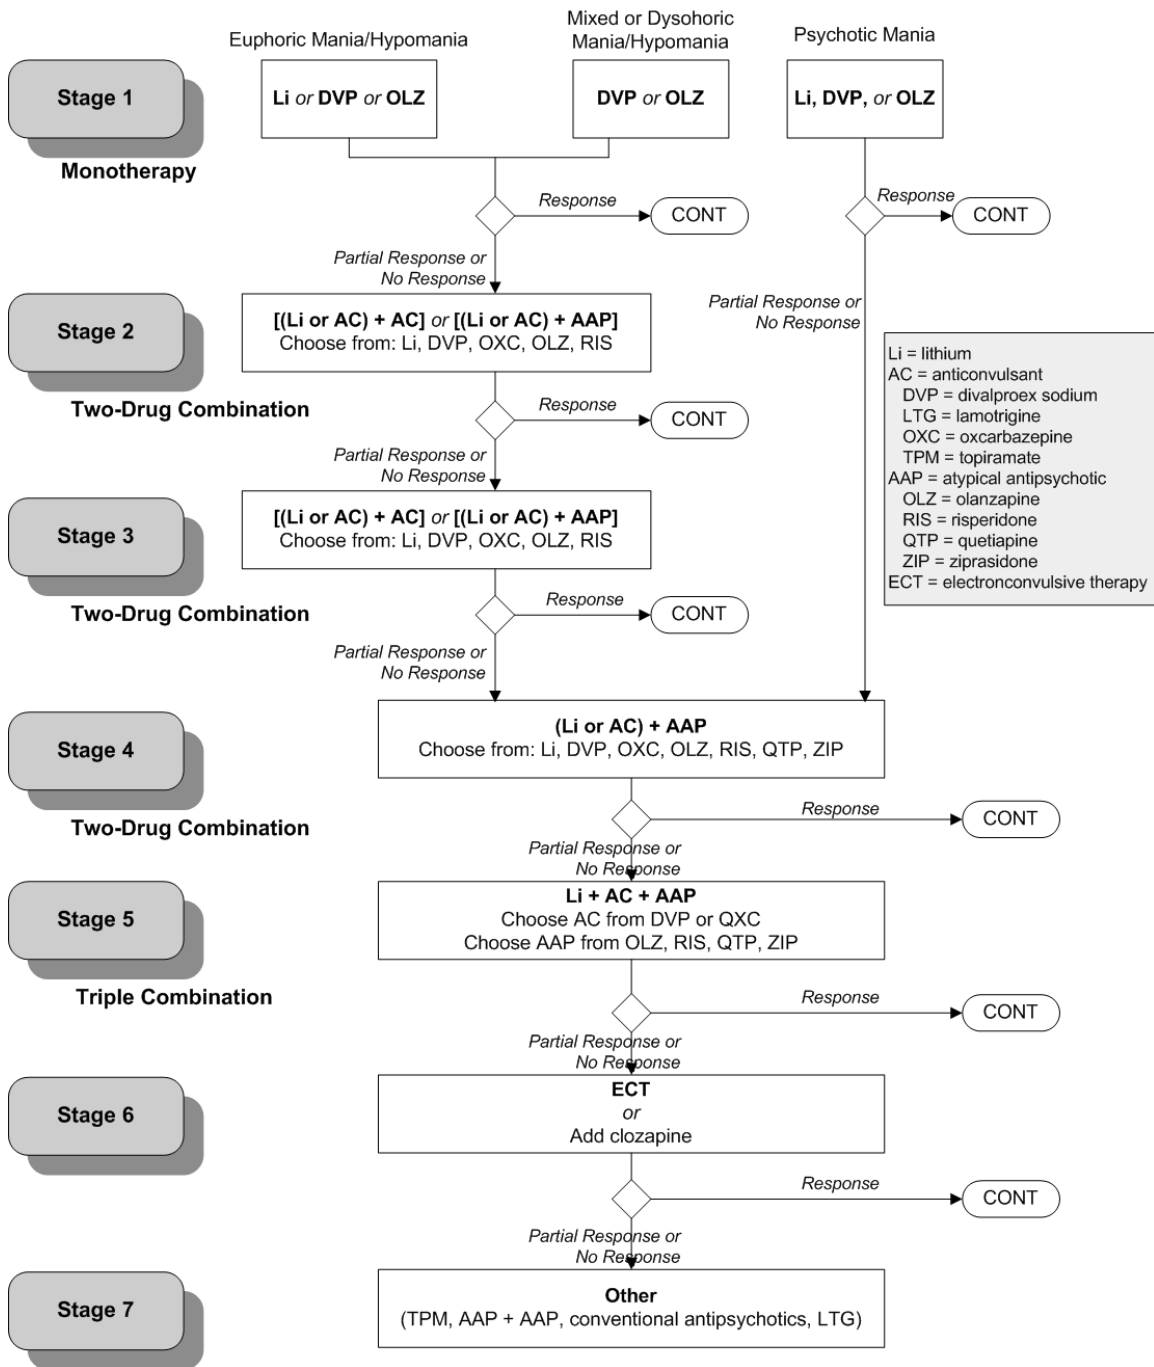 Euphoric Mania/Hypomania
Mixed or Dysohoric
Mania/Hypomania
Psychotic Mania
Stage 1
Li or DVP or OLZ
DVP or OLZ
Li, DVP, or OLZ
Monotherapy
Response
CONT
Response
CONT
Partial Response or
No Response
Partial Response or
No Response
Stage 2
[(Li or AC) + AC] or [(Li or AC) + AAP]
Choose from: Li, DVP, OXC, OLZ, RIS
Two-Drug Combination
Response
CONT
Partial Response or
No Response
Li = lithium
AC = anticonvulsant
DVP = divalproex sodium
LTG = lamotrigine
OXC = oxcarbazepine
TPM = topiramate
AAP = atypical antipsychotic
OLZ = olanzapine
RIS = risperidone
QTP = quetiapine
ZIP = ziprasidone
ECT = electronconvulsive therapy
Stage 3
[(Li or AC) + AC] or [(Li or AC) + AAP]
Choose from: Li, DVP, OXC, OLZ, RIS
Two-Drug Combination
Response
CONT
Partial Response or
No Response
Stage 4
(Li or AC) + AAP
Choose from: Li, DVP, OXC, OLZ, RIS, QTP, ZIP
Two-Drug Combination
Response
CONT
Partial Response or
No Response
Stage 5
Li + AC + AAP
Choose AC from DVP or QXC
Choose AAP from OLZ, RIS, QTP, ZIP
Triple Combination
Response
CONT
Partial Response or
No Response
Stage 6
ECT
or
Add clozapine
Response
CONT
Partial Response or
No Response
Stage 7
Other
(TPM, AAP + AAP, conventional antipsychotics, LTG)